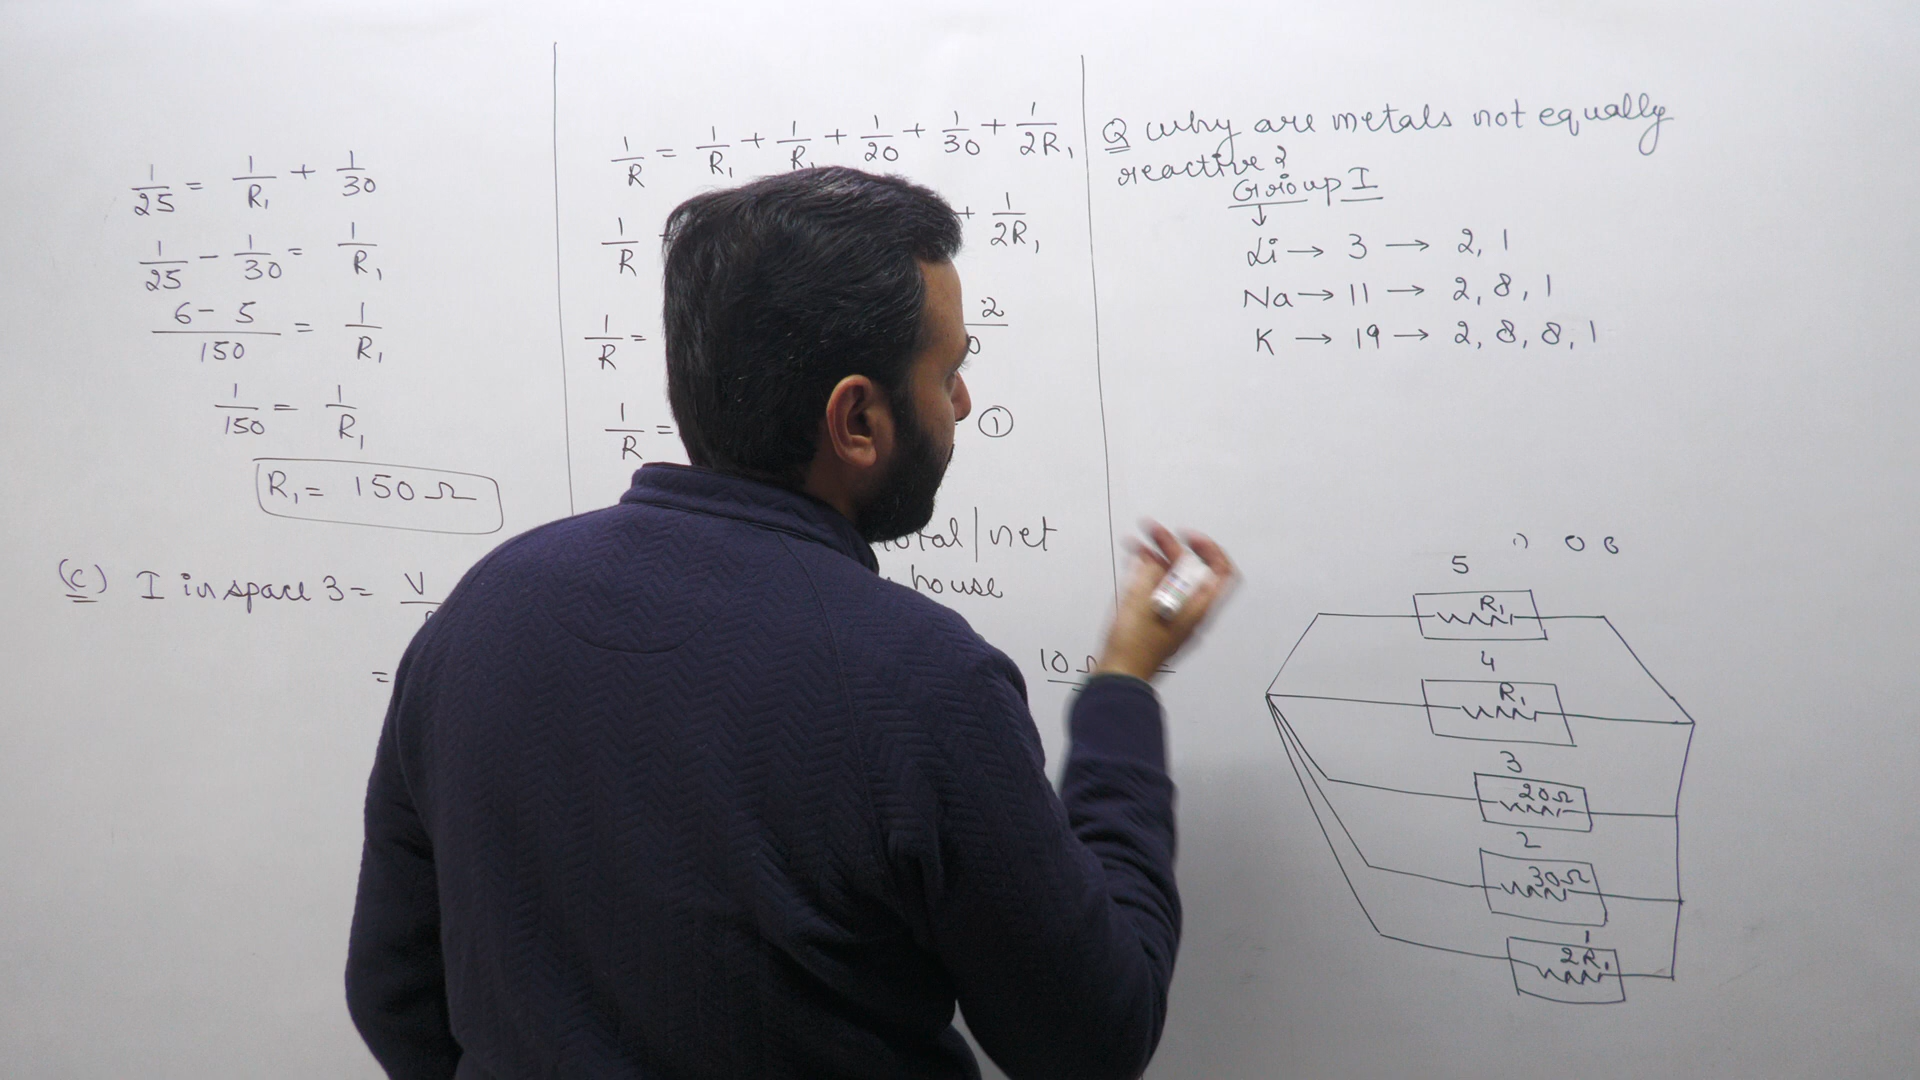 1/25 = 1/R₁ + 1/30
1/25 - 1/30 = 1/R₁
6 - 5/150 = 1/R₁
1/150 = 1/R₁
R₁ = 150 Ω
(c) I in space 3 = V/
=
1/R = 1/R₁ + 1/R₁ + 1/20 + 1/30 + 1/2R₁
1/R + 1/2R₁
1/R = 2
1/R = ①
total/net
house
10 Ω =
Q why are metals not equally
reactive?
Group I
↓
Li → 3 → 2, 1
Na → 11 → 2, 8, 1
K → 19 → 2, 8, 8, 1
5
R₁
4
R₁
3
20Ω
2
30Ω
1
2R₁